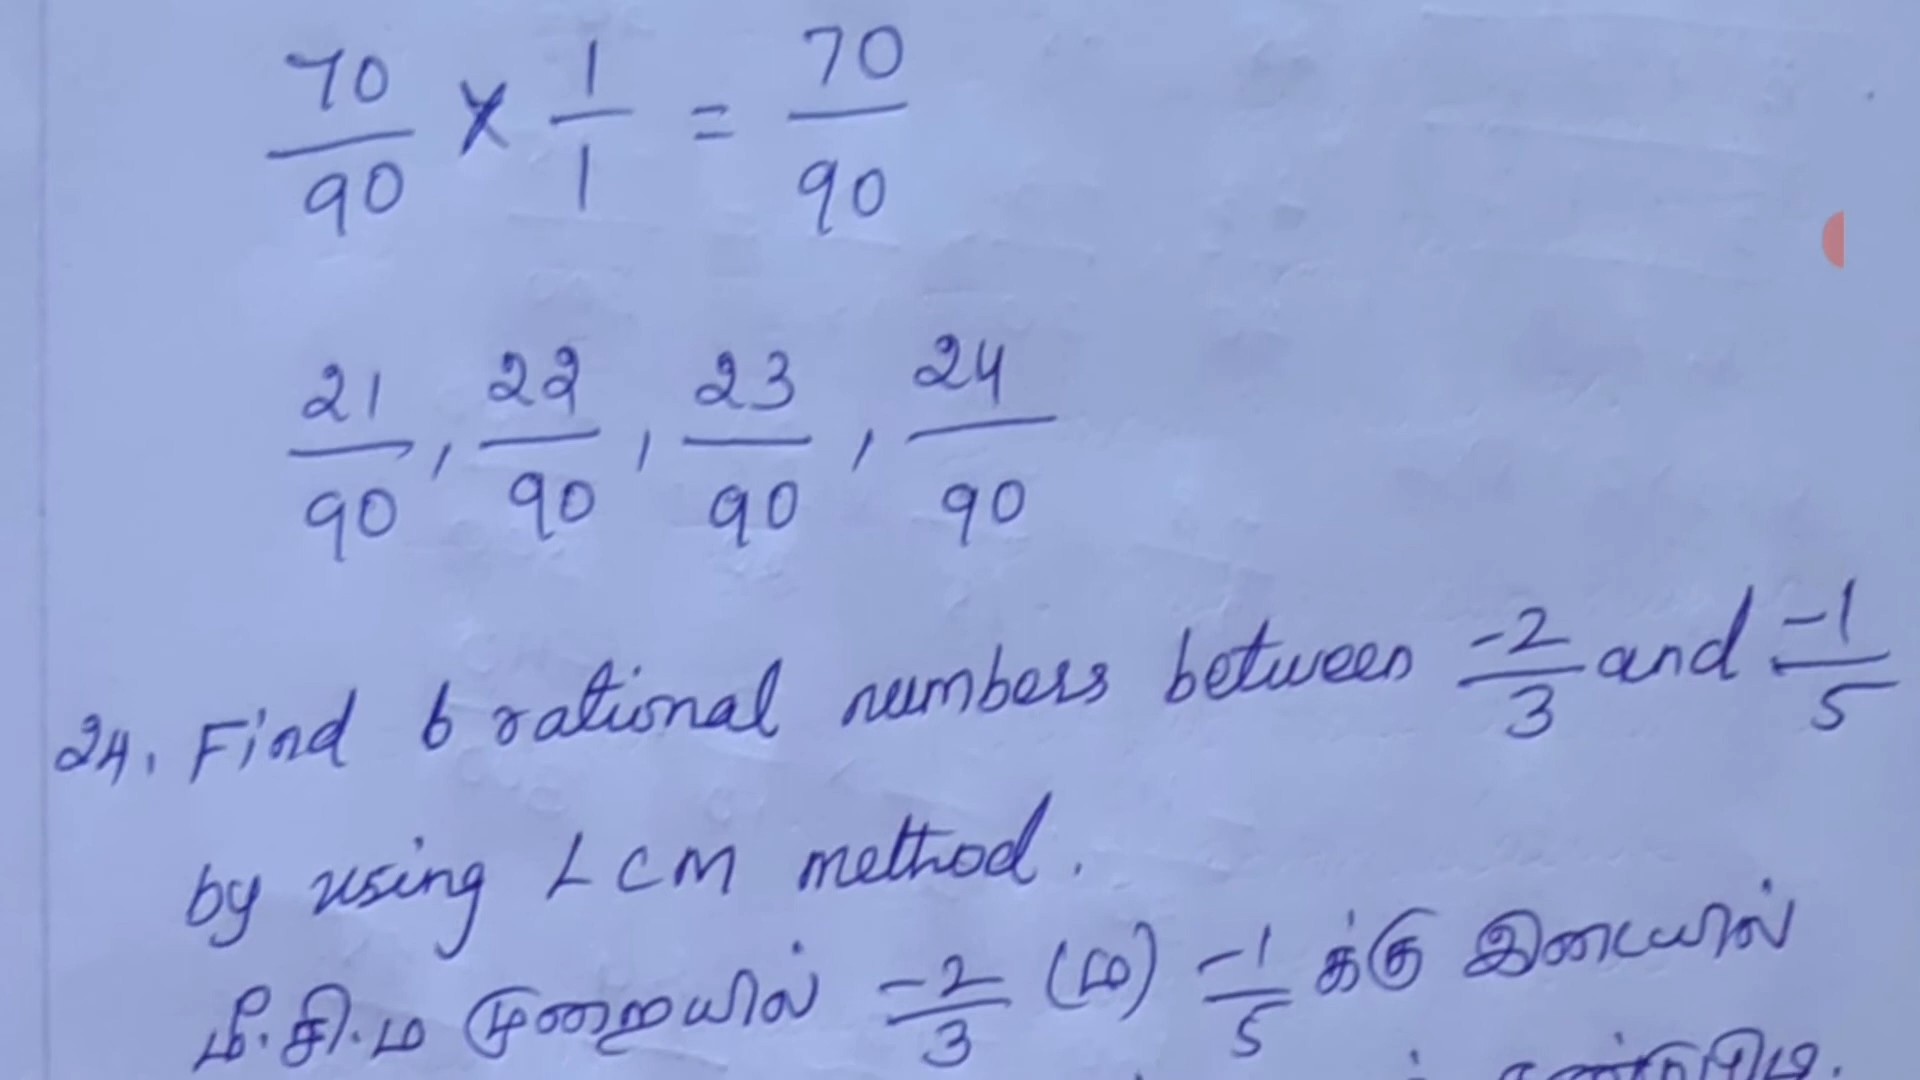 70/90 × 1/1 = 70/90
21/90, 22/90, 23/90, 24/90
24. Find 6 rational numbers between -2/3 and -1/5
by using LCM method.
மீ.சி.ம முறையில் -2/3 (ம) -1/5 க்கு இடையில்